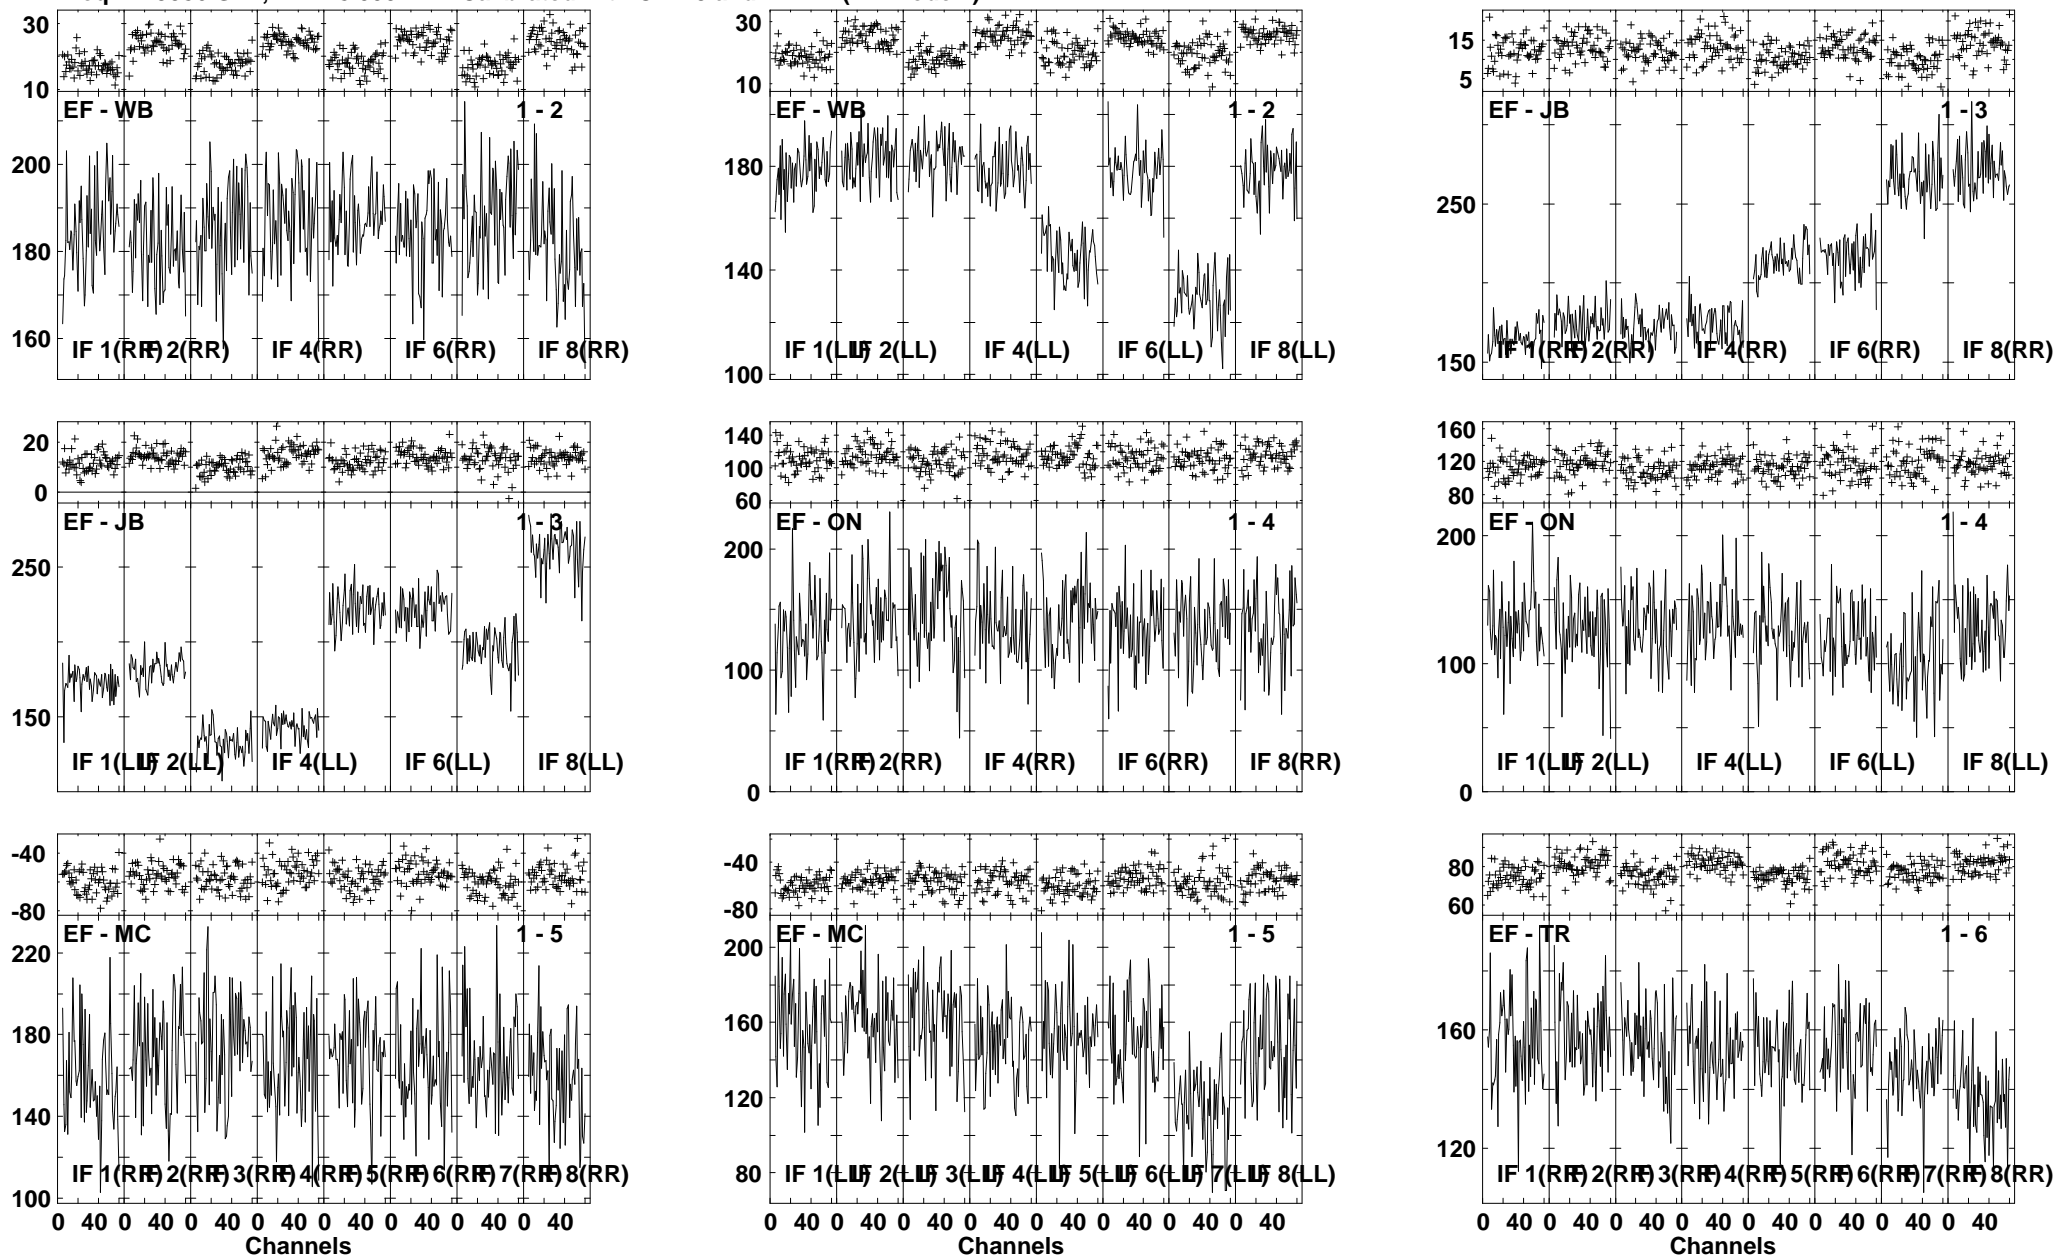 30
10
EF - WB 1 - 2
200
180
160
IF 1(RR) IF 2(RR) IF 4(RR) IF 6(RR) IF 8(RR)
30
10
EF - WB 1 - 2
180
140
100
IF 1(LL) IF 2(LL) IF 4(LL) IF 6(LL) IF 8(LL)
15
5
EF - JB 1 - 3
250
150
IF 1(RR) IF 2(RR) IF 4(RR) IF 6(RR) IF 8(RR)
20
0
EF - JB 1 - 3
250
150
IF 1(LL) IF 2(LL) IF 4(LL) IF 6(LL) IF 8(LL)
140
100
60
EF - ON 1 - 4
200
100
0
IF 1(RR) IF 2(RR) IF 4(RR) IF 6(RR) IF 8(RR)
160
120
80
EF - ON 1 - 4
200
100
0
IF 1(LL) IF 2(LL) IF 4(LL) IF 6(LL) IF 8(LL)
-40
-80
EF - MC 1 - 5
220
180
140
100
IF 1(RR) IF 2(RR) IF 3(RR) IF 4(RR) IF 5(RR) IF 6(RR) IF 7(RR) IF 8(RR)
0 40 0 40 0 40 0 40 0 40 0 40 0 40 0 40
Channels
-40
-80
EF - MC 1 - 5
200
160
120
80
IF 1(LL) IF 2(LL) IF 3(LL) IF 4(LL) IF 5(LL) IF 6(LL) IF 7(LL) IF 8(LL)
0 40 0 40 0 40 0 40 0 40 0 40 0 40 0 40
Channels
80
60
EF - TR 1 - 6
160
120
IF 1(RR) IF 2(RR) IF 3(RR) IF 4(RR) IF 5(RR) IF 6(RR) IF 7(RR) IF 8(RR)
0 40 0 40 0 40 0 40 0 40 0 40 0 40 0 40
Channels